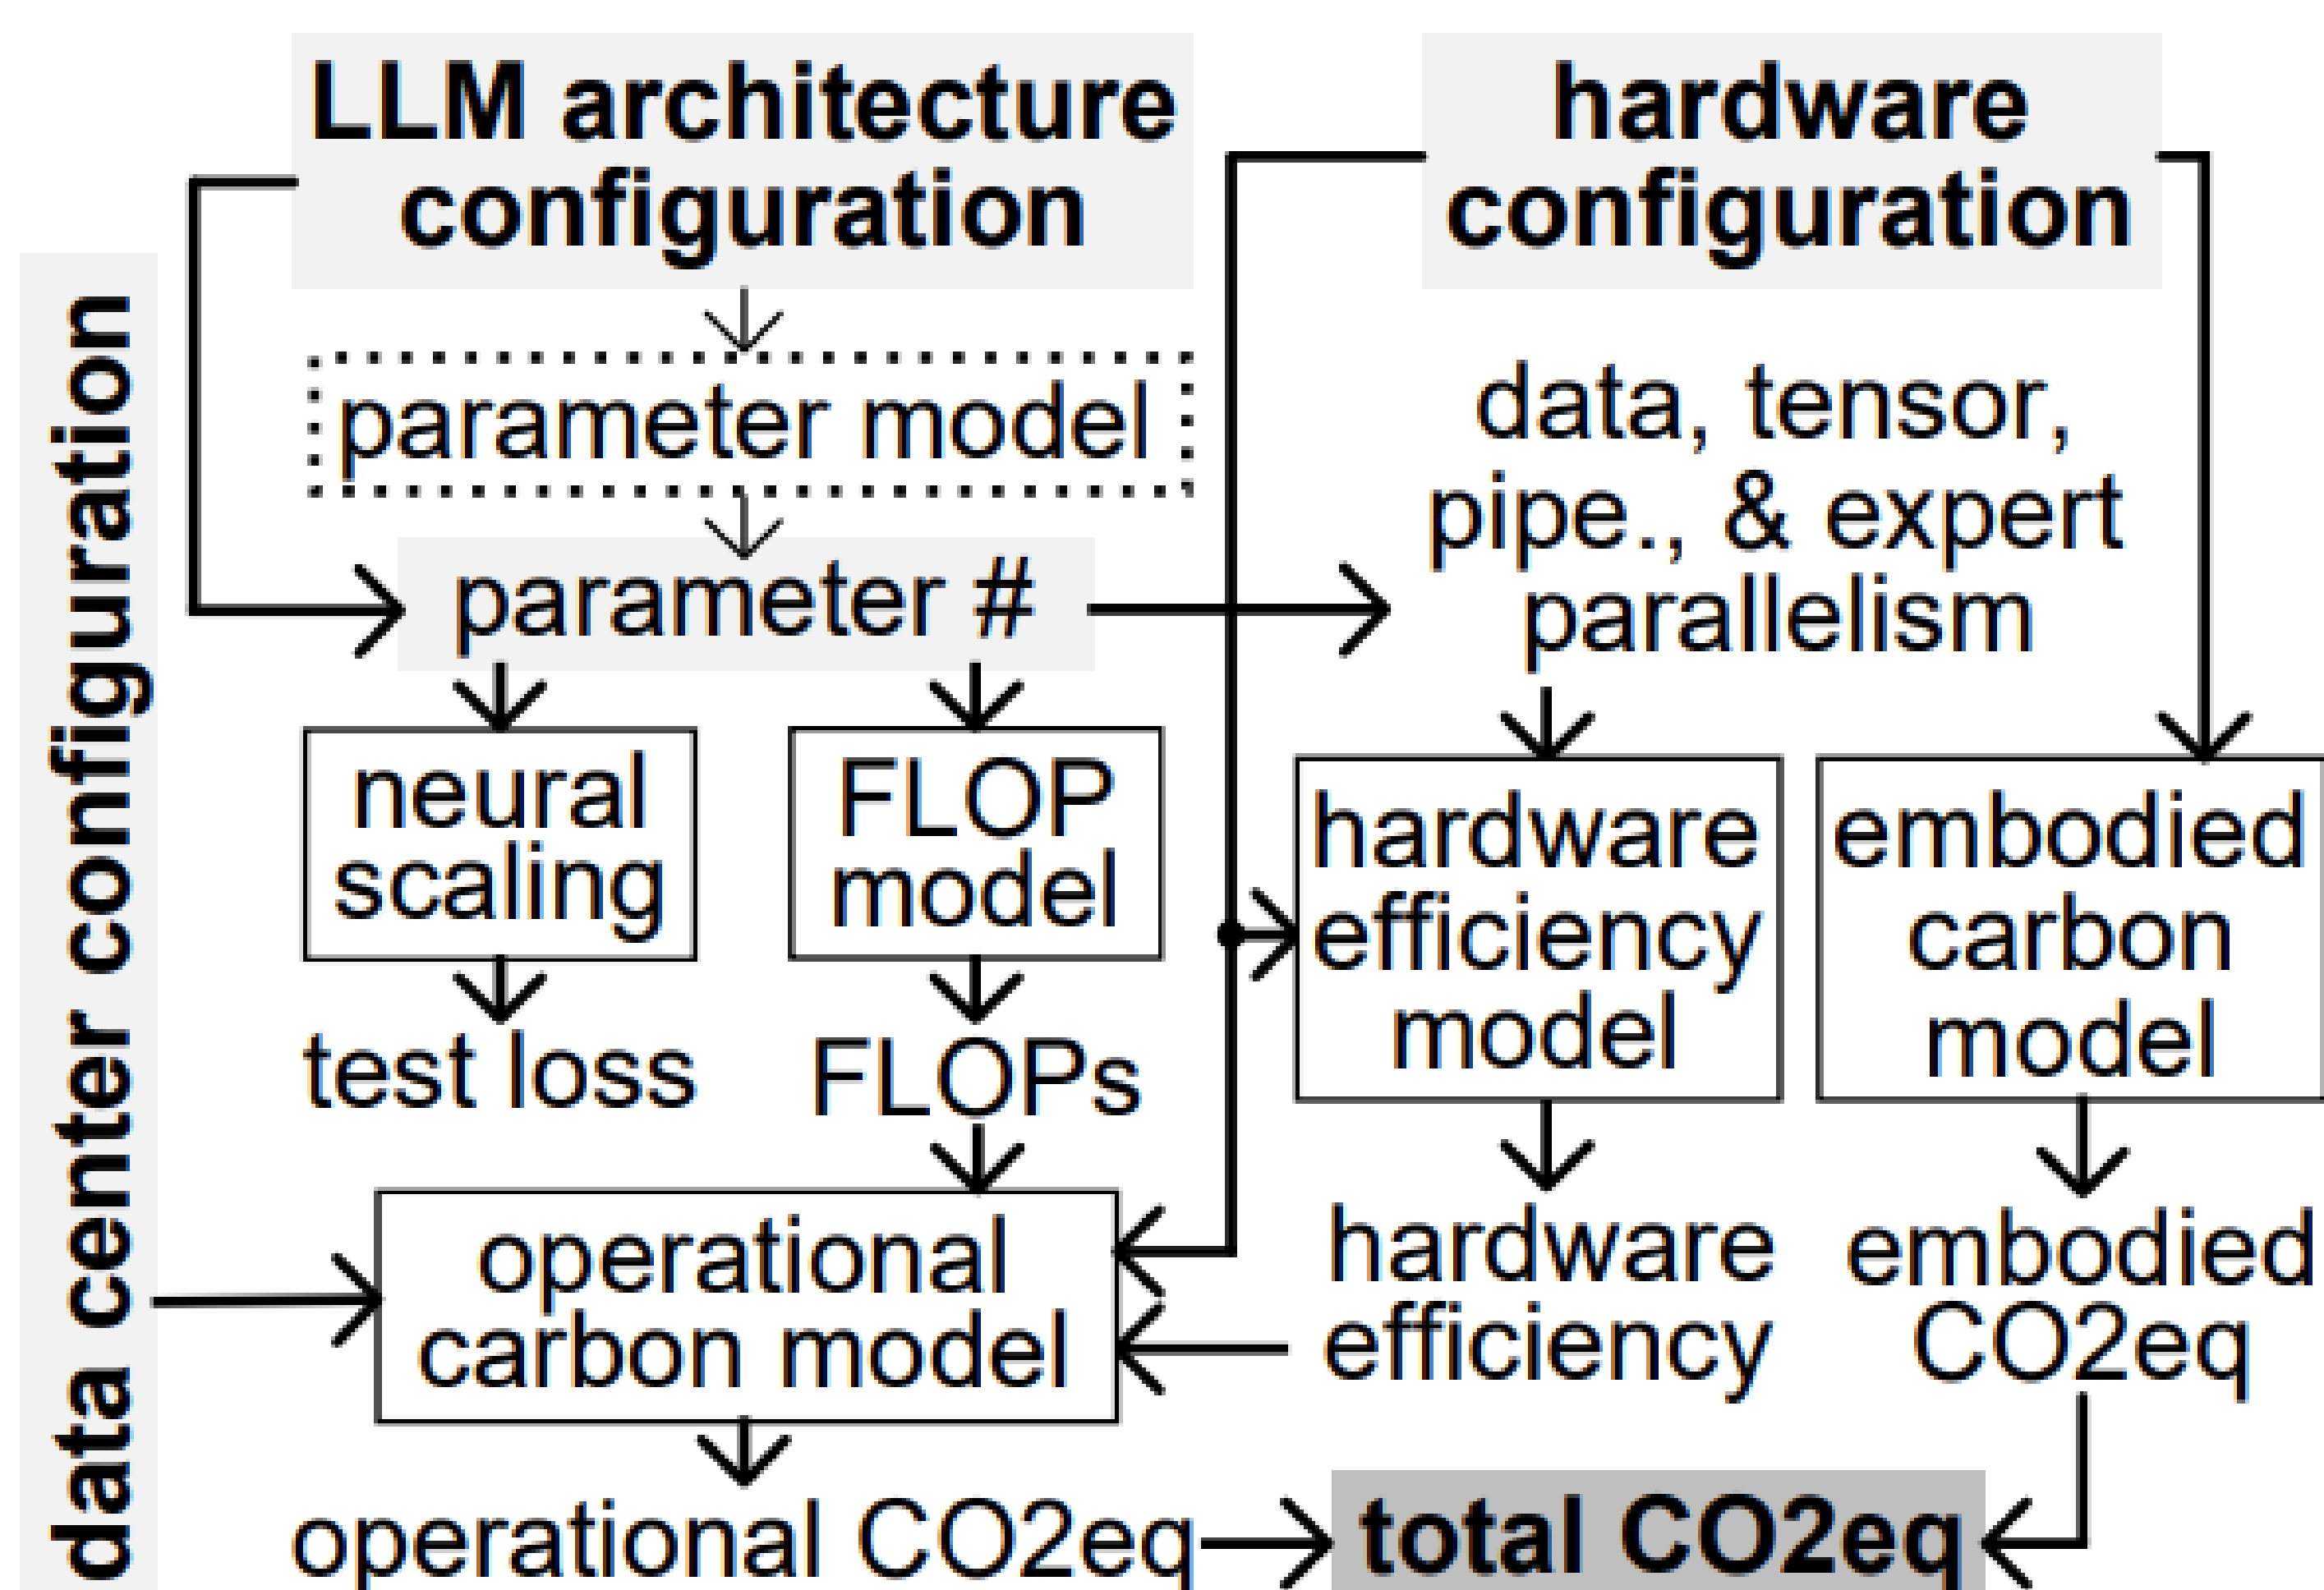 LLM architecture
configuration
hardware
configuration
data center configuration
parameter model
data, tensor,
pipe., & expert
parallelism
parameter #
neural
scaling
FLOP
model
hardware
efficiency
model
embodied
carbon
model
test loss
FLOPs
operational
carbon model
hardware
efficiency
embodied
CO2eq
operational CO2eq
total CO2eq